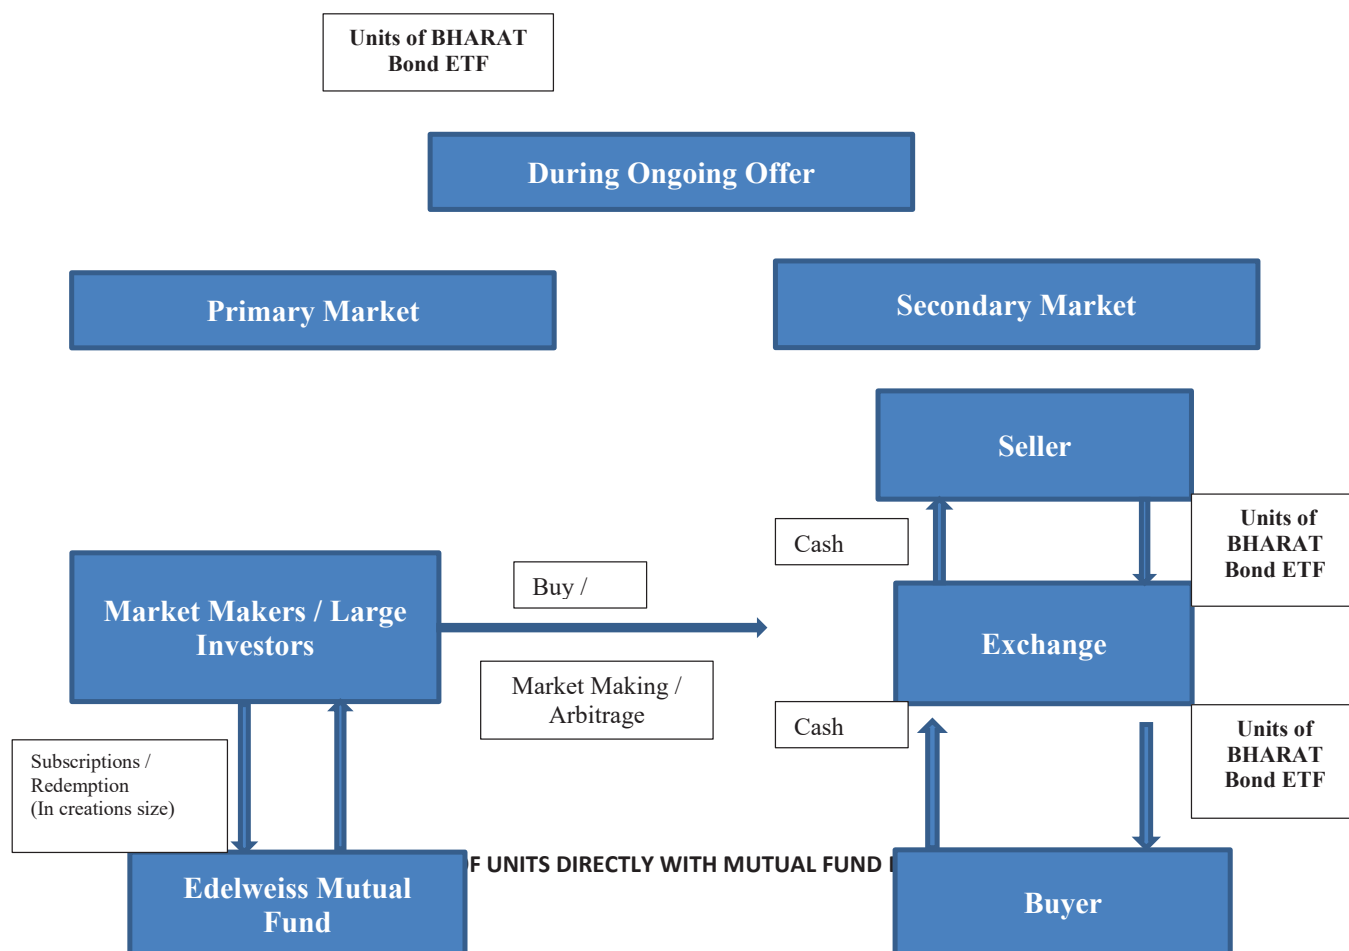 Units of BHARAT
Bond ETF
During Ongoing Offer
Primary Market
Secondary Market
Seller
Cash
Units of
BHARAT
Bond ETF
Market Makers / Large
Investors
Buy /
Exchange
Market Making /
Arbitrage
Cash
Units of
BHARAT
Bond ETF
Subscriptions /
Redemption
(In creations size)
OF UNITS DIRECTLY WITH MUTUAL FUND
Edelweiss Mutual
Fund
Buyer